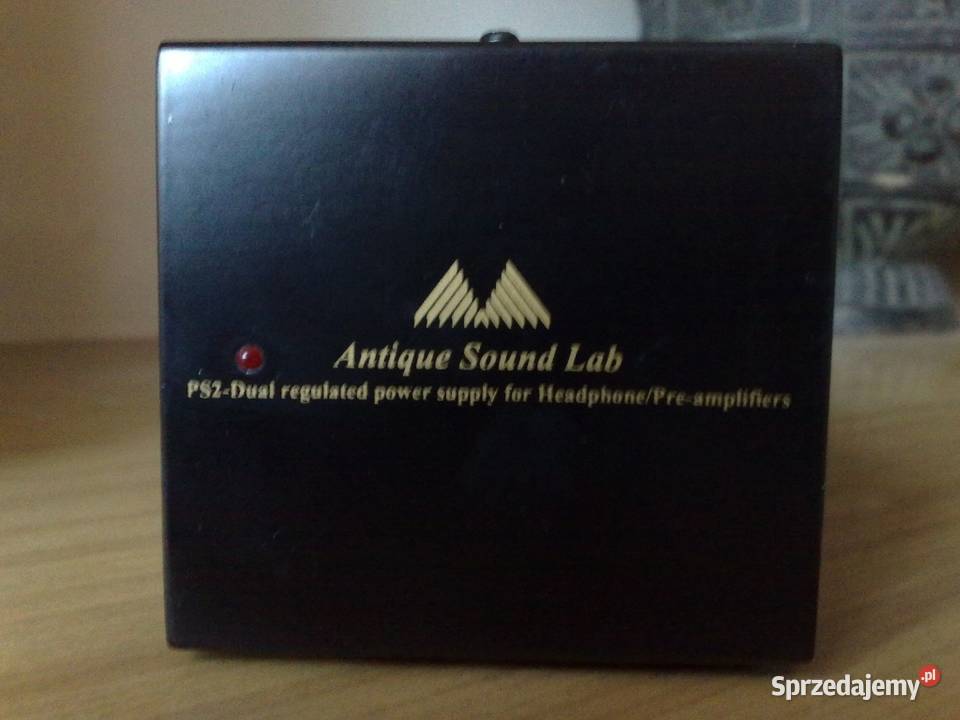 Antique Sound Lab
PS2-Dual regulated power supply for Headphone/Pre-amplifiers
Sprzedajemy.pl